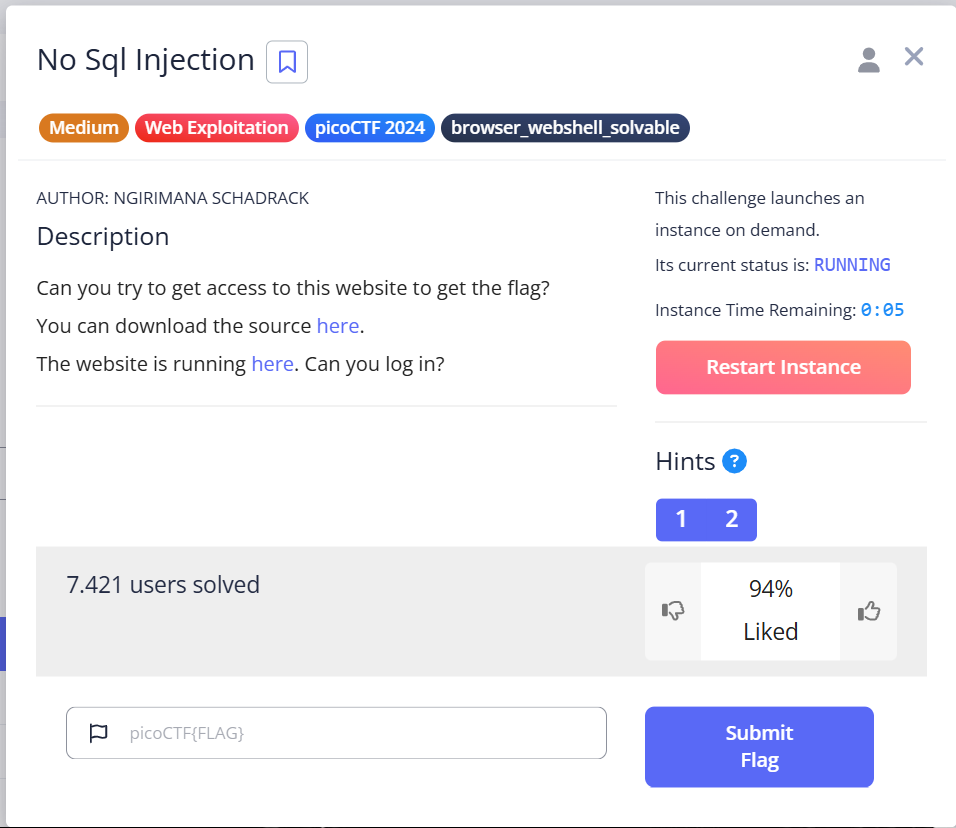 No Sql Injection
Medium Web Exploitation picoCTF 2024 browser_webshell_solvable
AUTHOR: NGIRIMANA SCHADRACK
Description
Can you try to get access to this website to get the flag?
You can download the source here.
The website is running here. Can you log in?
This challenge launches an
instance on demand.
Its current status is: RUNNING
Instance Time Remaining: 0:05
Restart Instance
Hints ?
1 2
7.421 users solved
94%
Liked
picoCTF{FLAG}
Submit
Flag